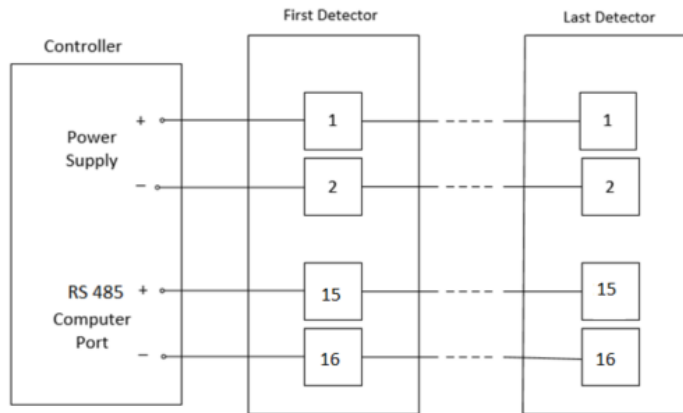 First Detector
Last Detector
Controller
+
1
1
Power
Supply
−
2
2
RS 485
+
15
15
Computer
Port
−
16
16